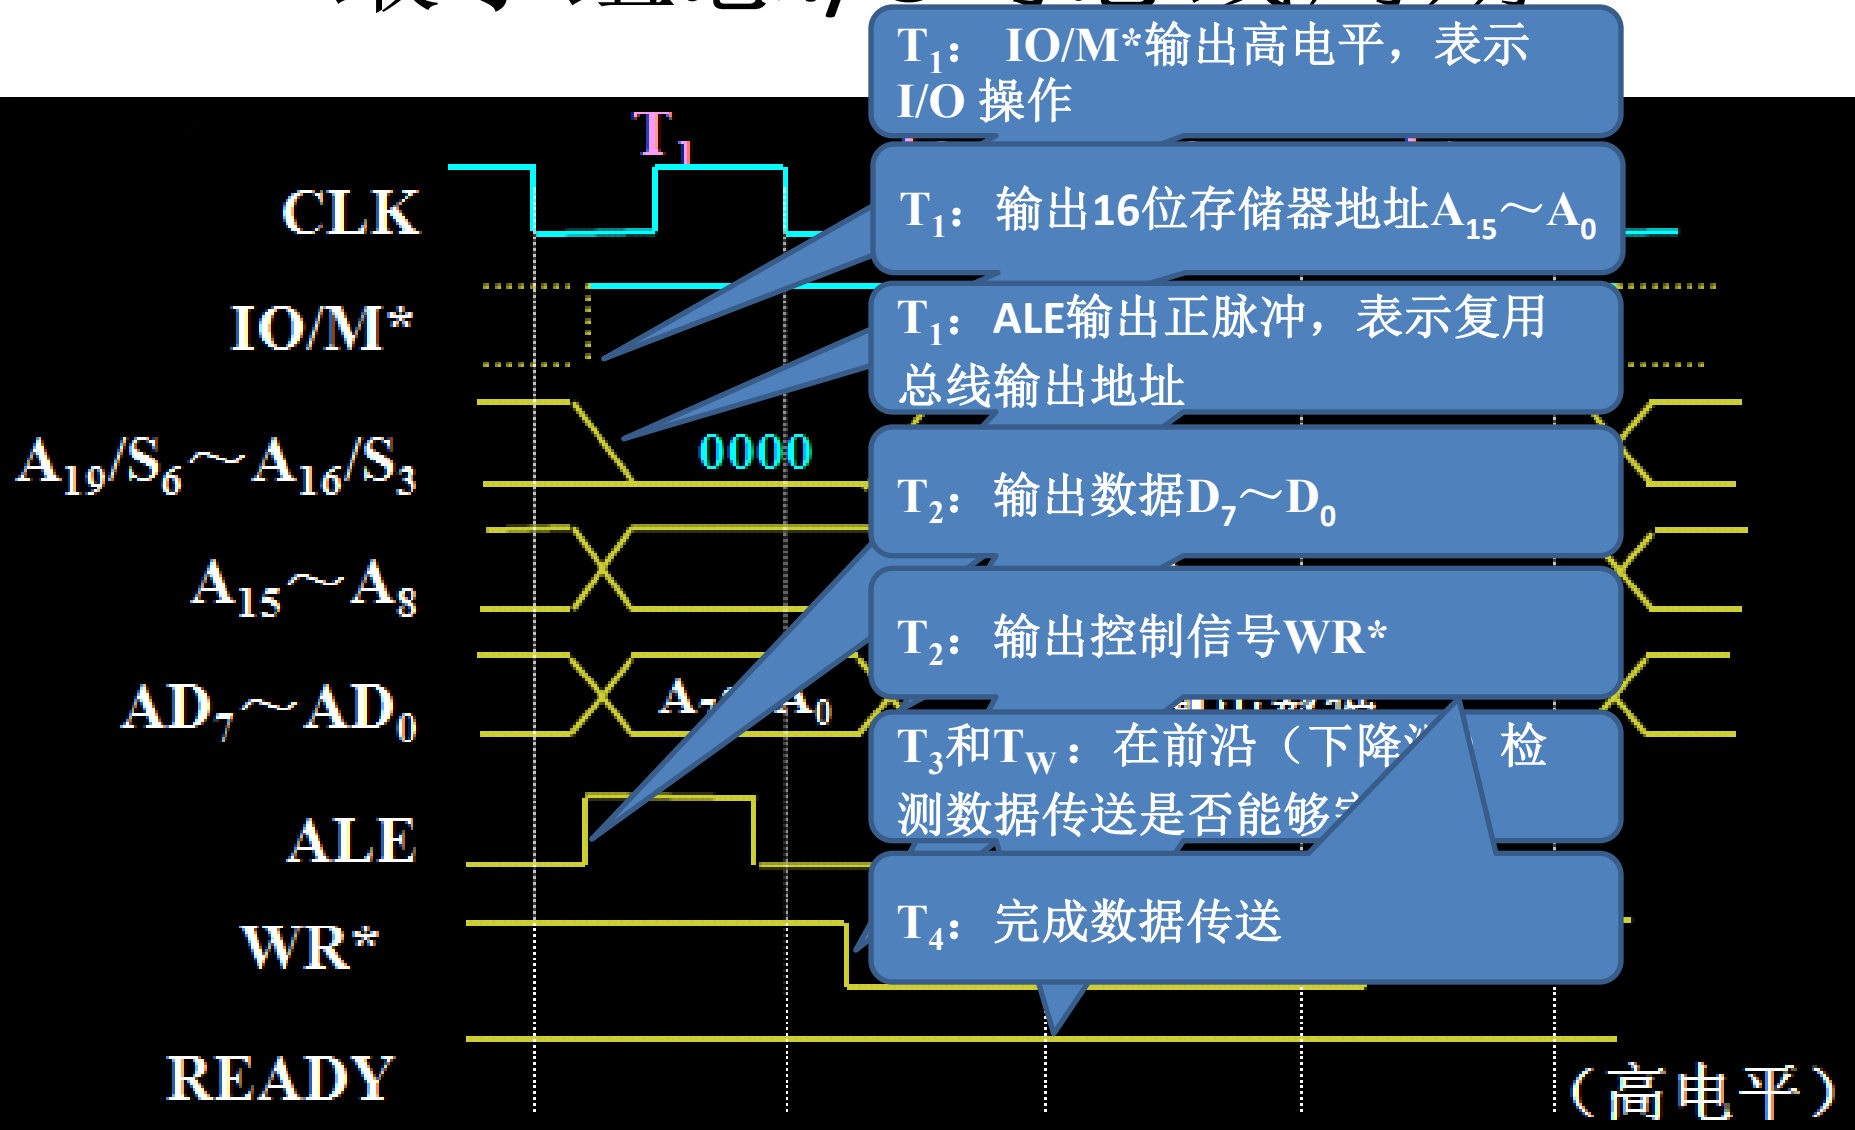 T1： IO/M*输出高电平，表示
I/O 操作
T1
CLK
T1：输出16位存储器地址A15～A0
IO/M*
T1：ALE输出正脉冲，表示复用
总线输出地址
A19/S6～A16/S3
0000
T2：输出数据D7～D0
A15～A8
T2：输出控制信号WR*
AD7～AD0
A7 A0
T3和TW：在前沿（下降 检
测数据传送是否能够
ALE
T4：完成数据传送
WR*
READY
（高电平）